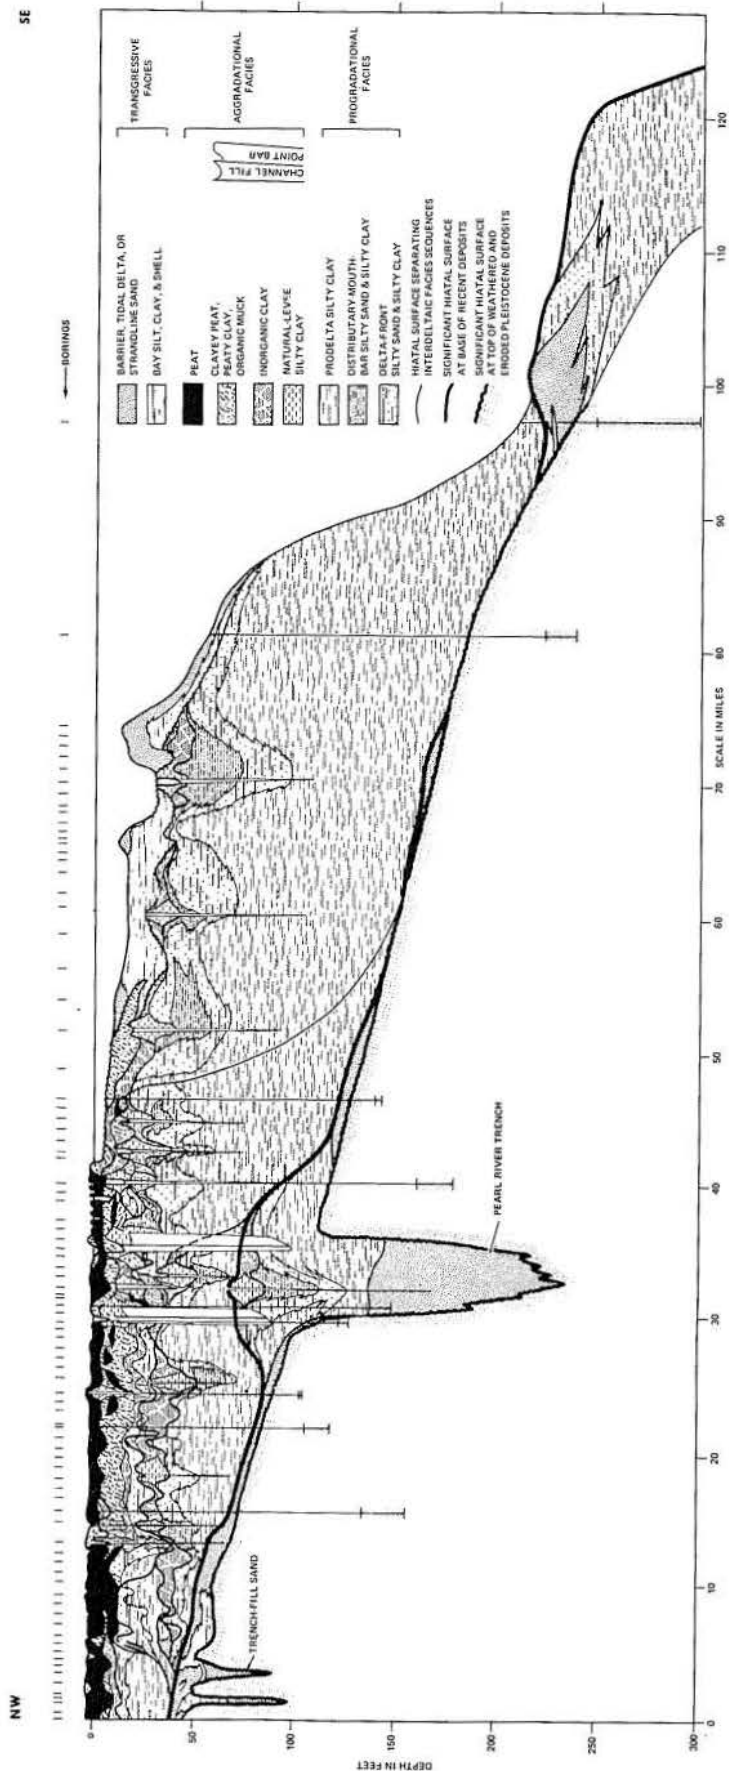 NW
SE
BORINGS
BARRIER, TIDAL DELTA, OR
STRANDLINE SAND
BAY SILT, CLAY, & SHELL
TRANSGRESSIVE
FACIES
PEAT
CLAYEY PEAT,
PEATY CLAY,
ORGANIC MUCK
INORGANIC CLAY
NATURAL-LEVEE
SILTY CLAY
CHANNEL FILL
POINT BAR
AGGRADATIONAL
FACIES
PRODELTA SILTY CLAY
DISTRIBUTARY-MOUTH-
BAR SILTY SAND & SILTY CLAY
DELTA-FRONT
SILTY SAND & SILTY CLAY
PROGRADATIONAL
FACIES
HIATAL SURFACE SEPARATING
INTERDELTAIC FACIES SEQUENCES
SIGNIFICANT HIATAL SURFACE
AT BASE OF RECENT DEPOSITS
SIGNIFICANT HIATAL SURFACE
AT TOP OF WEATHERED AND
ERODED PLEISTOCENE DEPOSITS
TRENCH-FILL SAND
PEARL RIVER TRENCH
DEPTH IN FEET
0
50
100
150
200
250
300
0
10
20
30
40
50
60
70
80
90
100
110
120
SCALE IN MILES